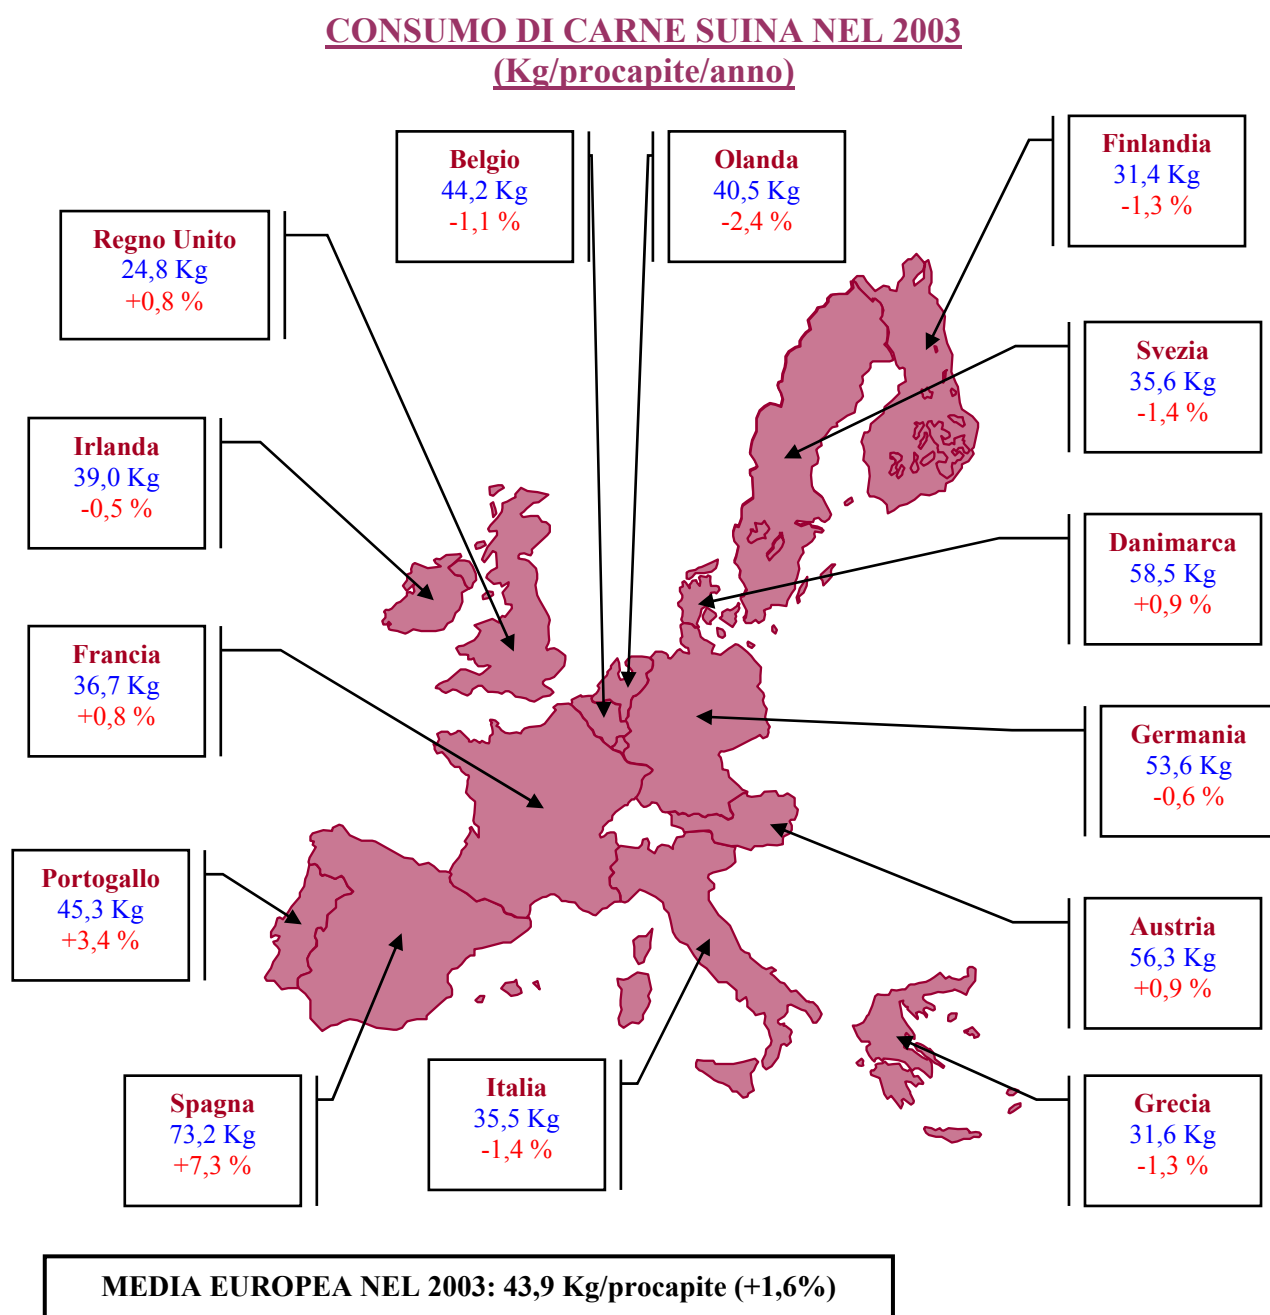 CONSUMO DI CARNE SUINA NEL 2003
(Kg/procapite/anno)
Belgio
44,2 Kg
-1,1 %
Olanda
40,5 Kg
-2,4 %
Finlandia
31,4 Kg
-1,3 %
Regno Unito
24,8 Kg
+0,8 %
Svezia
35,6 Kg
-1,4 %
Irlanda
39,0 Kg
-0,5 %
Danimarca
58,5 Kg
+0,9 %
Francia
36,7 Kg
+0,8 %
Germania
53,6 Kg
-0,6 %
Portogallo
45,3 Kg
+3,4 %
Austria
56,3 Kg
+0,9 %
Spagna
73,2 Kg
+7,3 %
Italia
35,5 Kg
-1,4 %
Grecia
31,6 Kg
-1,3 %
MEDIA EUROPEA NEL 2003: 43,9 Kg/procapite (+1,6%)